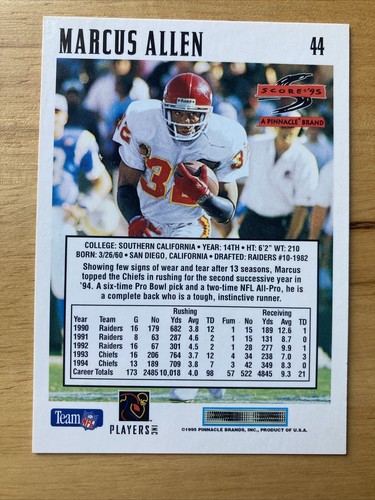 MARCUS ALLEN 44
SCORE '95
A PINNACLE BRAND
32
COLLEGE: SOUTHERN CALIFORNIA • YEAR: 14TH • HT: 6'2" WT: 210
BORN: 3/26/60 • SAN DIEGO, CALIFORNIA • DRAFTED: RAIDERS #10-1982
Showing few signs of wear and tear after 13 seasons, Marcus
topped the Chiefs in rushing for the second successive year in
'94. A six-time Pro Bowl pick and a two-time NFL All-Pro, he is
a complete back who is a tough, instinctive runner.
Rushing Receiving
Year Team G No Yds Avg TD Fum No Yds Avg TD
1990 Raiders 16 179 682 3.8 12 1 15 189 12.6 1
1991 Raiders 8 63 287 4.6 2 1 15 131 8.7 0
1992 Raiders 16 67 301 4.5 2 1 28 277 9.9 1
1993 Chiefs 16 206 764 3.7 12 4 34 238 7.0 3
1994 Chiefs 13 189 709 3.8 7 3 42 349 8.3 0
Career Totals 173 2485 10,018 4.0 98 57 522 4845 9.3 21
Team NFL
PLAYERS INC
©1995 PINNACLE BRANDS, INC., PRODUCT OF U.S.A.